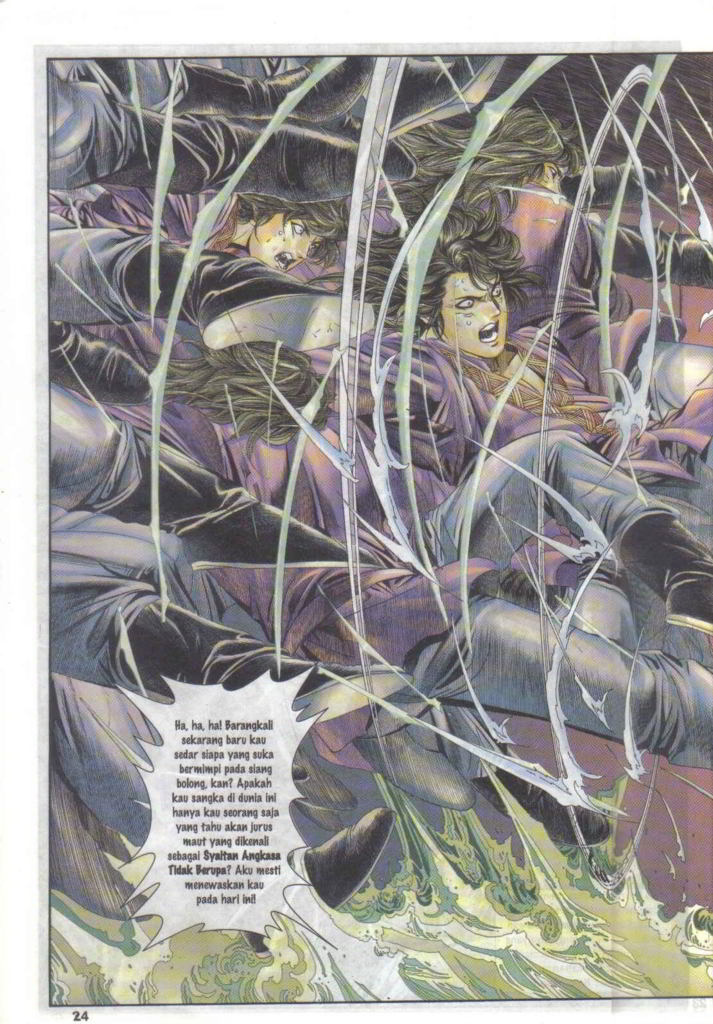 Ha, ha, ha! Barangkali
sekarang baru kau
sedar siapa yang suka
bermimpi pada siang
bolong, kan? Apakah
kau sangka di dunia ini
hanya kau seorang saja
yang tahu akan jurus
maut yang dikenali
sebagai Syaitan Angkasa
Tidak Berupa? Aku mesti
menewaskan kau
pada hari ini!
24